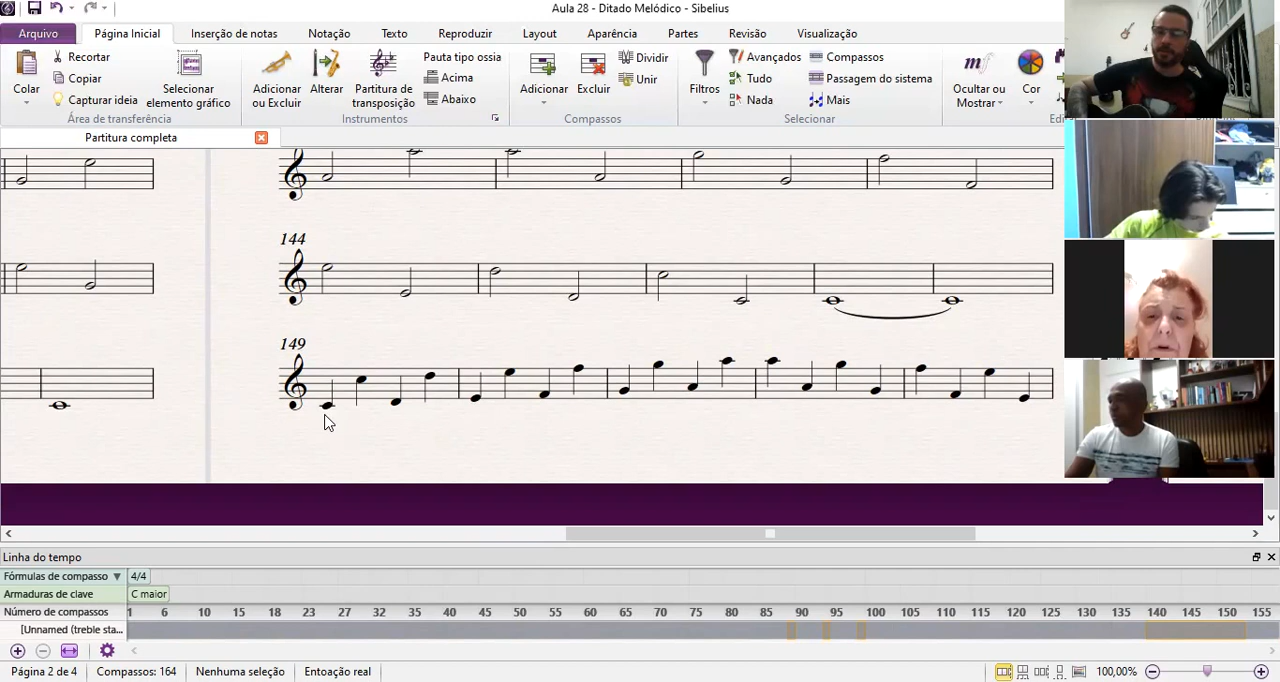 Aula 28 - Ditado Melódico - Sibelius
Arquivo Página Inicial Inserção de notas Notação Texto Reproduzir Layout Aparência Partes Revisão Visualização
Colar
Recortar
Copiar
Capturar ideia
Selecionar elemento gráfico
Área de transferência
Adicionar ou Excluir
Alterar
Partitura de transposição
Pauta tipo ossia
Acima
Abaixo
Instrumentos
Adicionar
Excluir
Dividir
Unir
Compassos
Filtros
Avançados
Tudo
Nada
Compassos
Passagem do sistema
Mais
Selecionar
mf
Ocultar ou Mostrar
Cor
Partitura completa
144
149
Linha do tempo
Fórmulas de compasso 4/4
Armaduras de clave C maior
Número de compassos 1 6 10 14 18 23 27 32 37 42 45 50 55 60 65 70 75 80 85 90 95 100 105 110 115 120 125 130 135 140 145 150 155
[Unnamed (treble sta...
Página 2 de 4 Compassos: 164 Nenhuma seleção Entoação real 100,00%